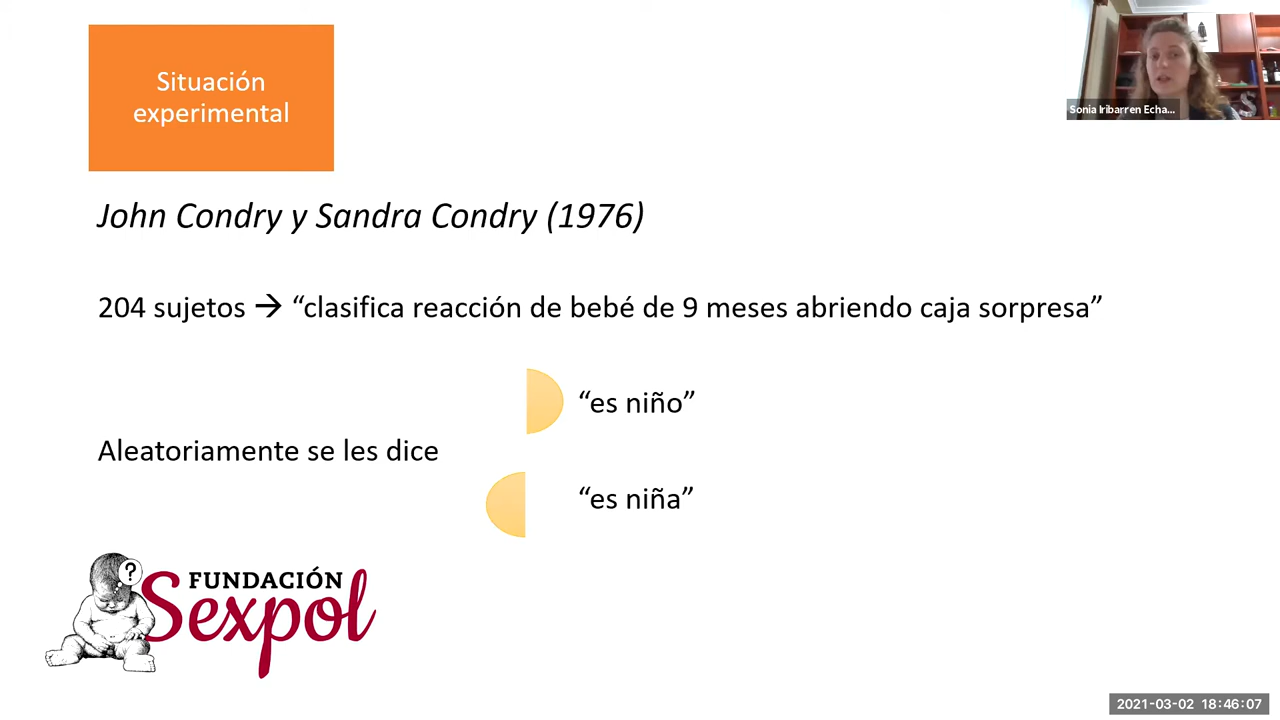 Situación
experimental
Sonia Iribarren Echa...
John Condry y Sandra Condry (1976)
204 sujetos → “clasifica reacción de bebé de 9 meses abriendo caja sorpresa”
“es niño”
Aleatoriamente se les dice
“es niña”
?
FUNDACIÓN
Sexpol
2021-03-02 18:46:07